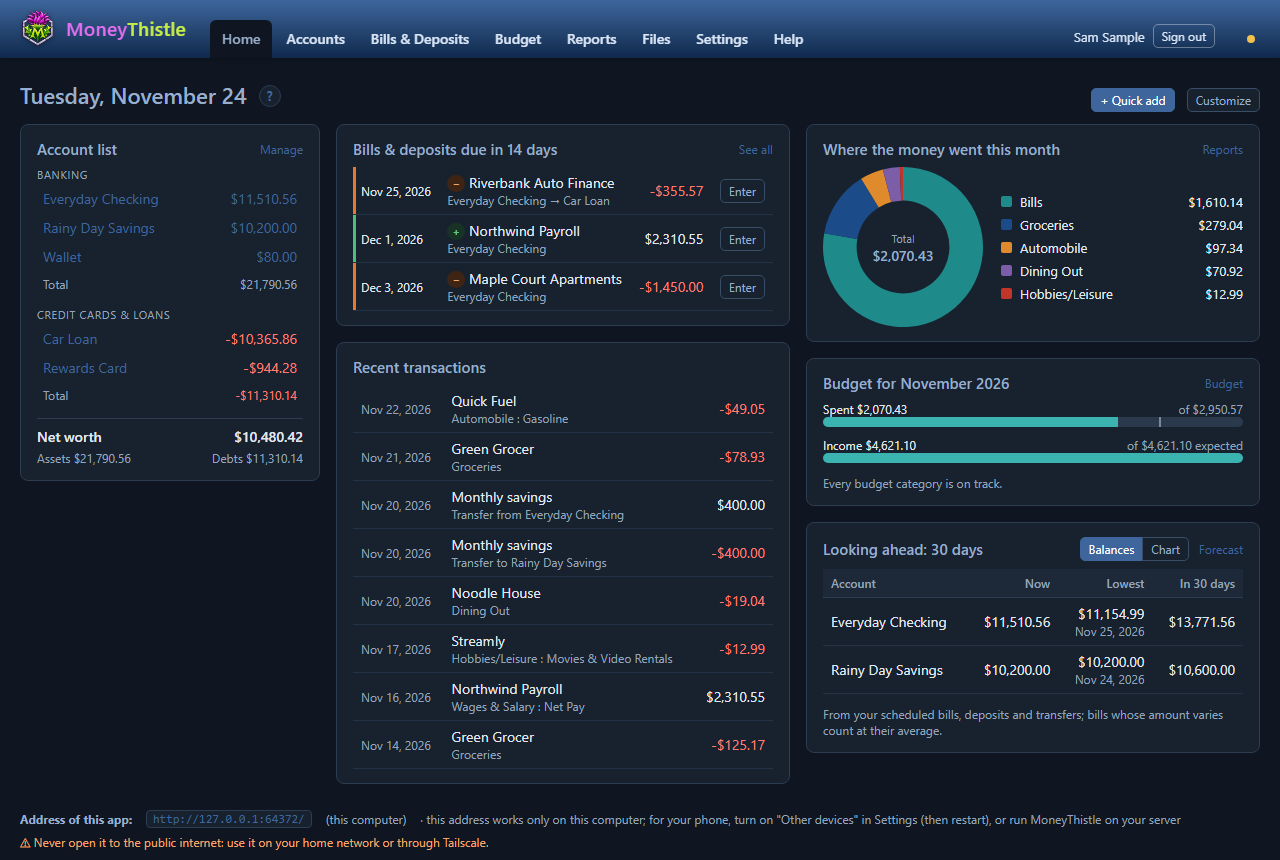 MoneyThistle
Home Accounts Bills & Deposits Budget Reports Files Settings Help
Sam Sample Sign out
Tuesday, November 24 ?
+ Quick add Customize
Account list Manage
BANKING
Everyday Checking $11,510.56
Rainy Day Savings $10,200.00
Wallet $80.00
Total $21,790.56
CREDIT CARDS & LOANS
Car Loan -$10,365.86
Rewards Card -$944.28
Total -$11,310.14
Net worth $10,480.42
Assets $21,790.56 Debts $11,310.14
Bills & deposits due in 14 days See all
Nov 25, 2026 − Riverbank Auto Finance -$355.57 Enter
Everyday Checking → Car Loan
Dec 1, 2026 + Northwind Payroll $2,310.55 Enter
Everyday Checking
Dec 3, 2026 − Maple Court Apartments -$1,450.00 Enter
Everyday Checking
Recent transactions
Nov 22, 2026 Quick Fuel -$49.05
Automobile : Gasoline
Nov 21, 2026 Green Grocer -$78.93
Groceries
Nov 20, 2026 Monthly savings $400.00
Transfer from Everyday Checking
Nov 20, 2026 Monthly savings -$400.00
Transfer to Rainy Day Savings
Nov 20, 2026 Noodle House -$19.04
Dining Out
Nov 17, 2026 Streamly -$12.99
Hobbies/Leisure : Movies & Video Rentals
Nov 16, 2026 Northwind Payroll $2,310.55
Wages & Salary : Net Pay
Nov 14, 2026 Green Grocer -$125.17
Groceries
Where the money went this month Reports
Total
$2,070.43
Bills $1,610.14
Groceries $279.04
Automobile $97.34
Dining Out $70.92
Hobbies/Leisure $12.99
Budget for November 2026 Budget
Spent $2,070.43 of $2,950.57
Income $4,621.10 of $4,621.10 expected
Every budget category is on track.
Looking ahead: 30 days Balances Chart Forecast
Account Now Lowest In 30 days
Everyday Checking $11,510.56 $11,154.99 $13,771.56
Nov 25, 2026
Rainy Day Savings $10,200.00 $10,200.00 $10,600.00
Nov 24, 2026
From your scheduled bills, deposits and transfers; bills whose amount varies
count at their average.
Address of this app: http://127.0.0.1:64372/ (this computer) · this address works only on this computer; for your phone, turn on "Other devices" in Settings (then restart), or run MoneyThistle on your server
⚠ Never open it to the public internet: use it on your home network or through Tailscale.